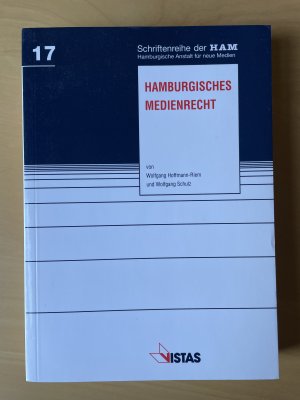 17
Schriftenreihe der HAM
Hamburgische Anstalt für neue Medien
HAMBURGISCHES
MEDIENRECHT
von
Wolfgang Hoffmann-Riem
und Wolfgang Schulz
VISTAS